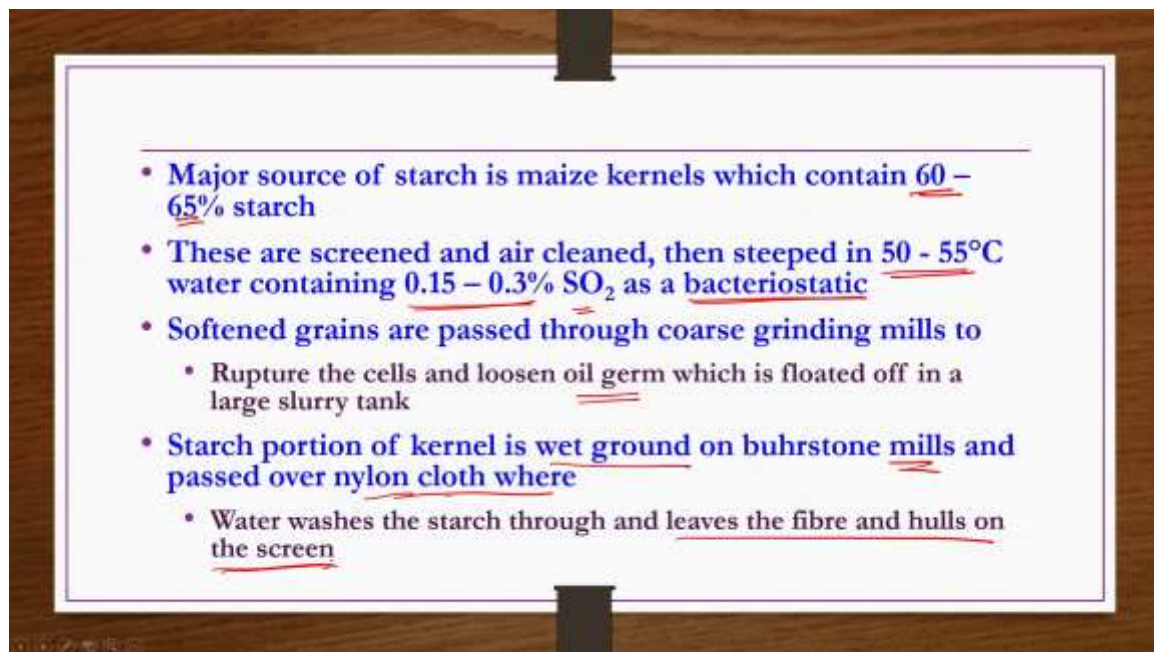 • Major source of starch is maize kernels which contain 60 –
65% starch
• These are screened and air cleaned, then steeped in 50 - 55°C
water containing 0.15 – 0.3% SO₂ as a bacteriostatic
• Softened grains are passed through coarse grinding mills to
• Rupture the cells and loosen oil germ which is floated off in a
large slurry tank
• Starch portion of kernel is wet ground on buhrstone mills and
passed over nylon cloth where
• Water washes the starch through and leaves the fibre and hulls on
the screen